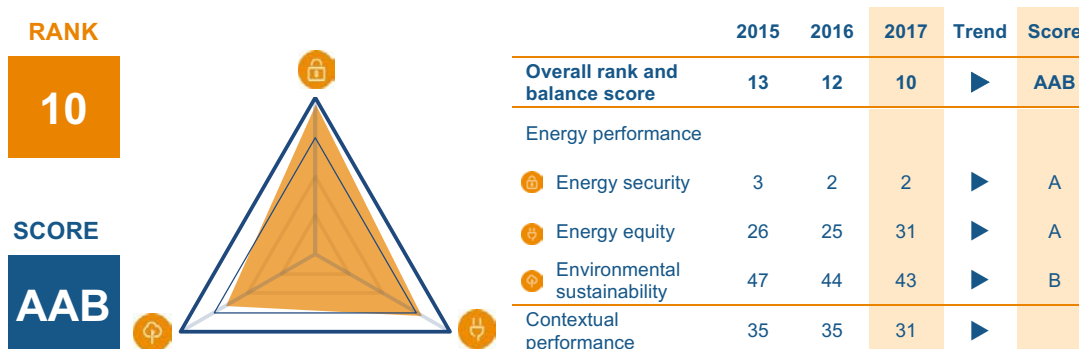 RANK
10
SCORE
AAB
2015 2016 2017 Trend Score
Overall rank and
balance score 13 12 10 AAB
Energy performance
Energy security 3 2 2 A
Energy equity 26 25 31 A
Environmental
sustainability 47 44 43 B
Contextual
performance 35 35 31